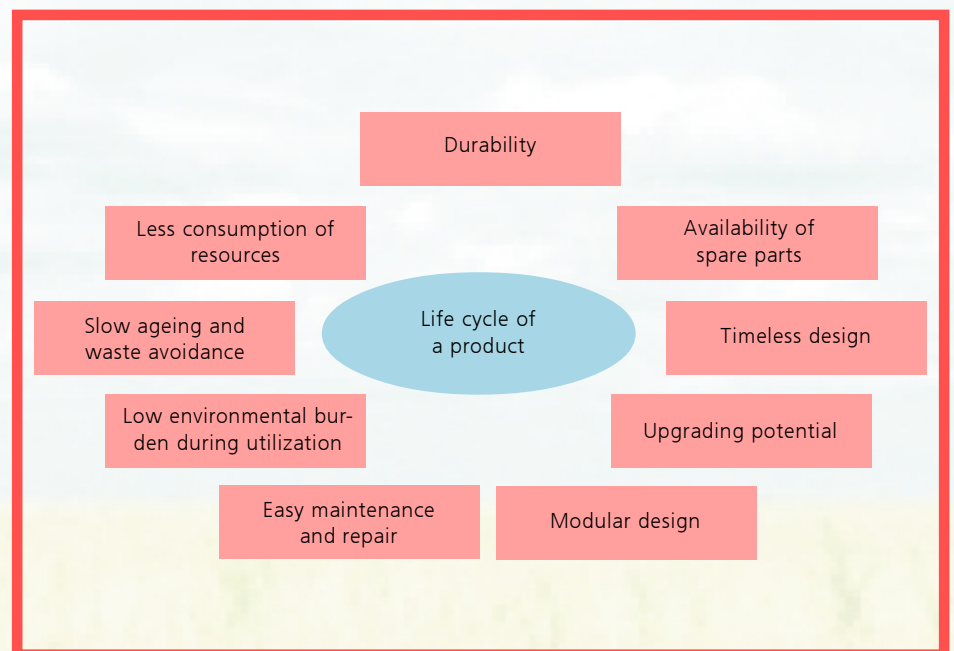 Durability
Less consumption of
resources
Availability of
spare parts
Life cycle of
a product
Slow ageing and
waste avoidance
Timeless design
Low environmental bur-
den during utilization
Upgrading potential
Easy maintenance
and repair
Modular design